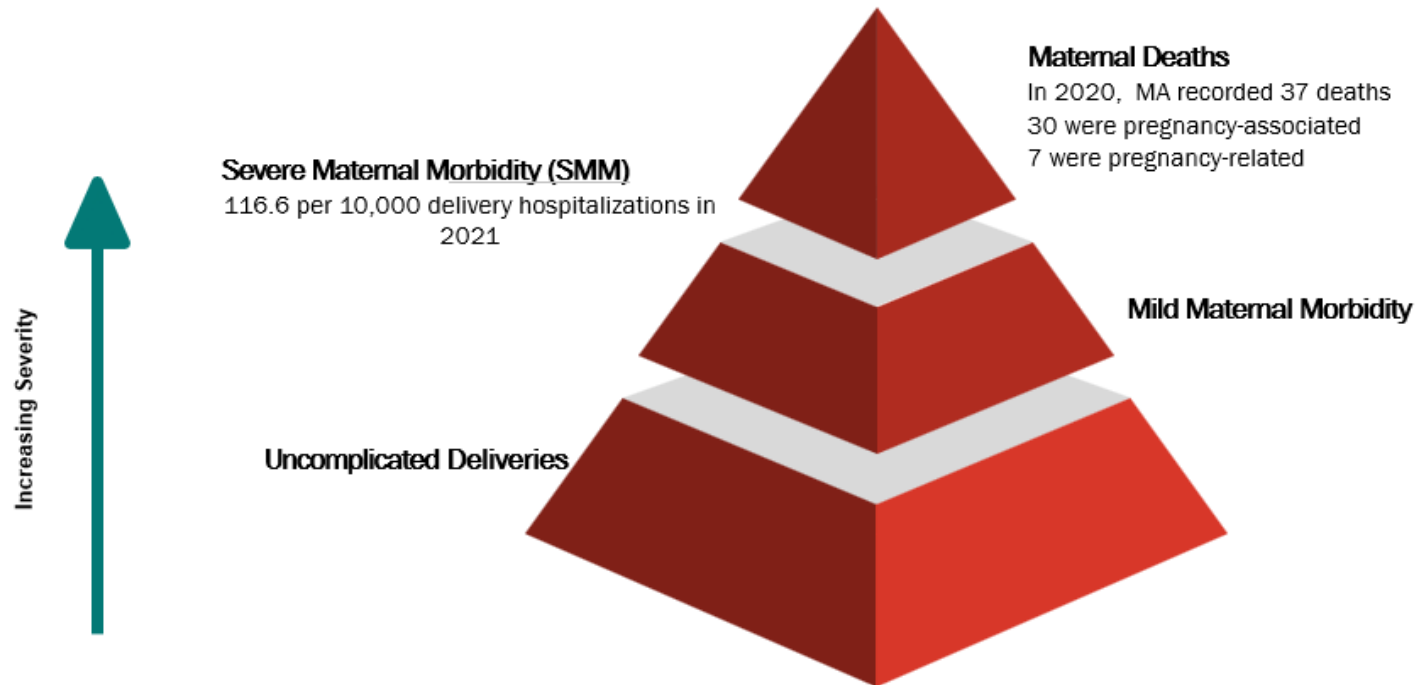 Maternal Deaths
In 2020, MA recorded 37 deaths
30 were pregnancy-associated
7 were pregnancy-related
Severe Maternal Morbidity (SMM)
116.6 per 10,000 delivery hospitalizations in
2021
Mild Maternal Morbidity
Uncomplicated Deliveries
Increasing Severity